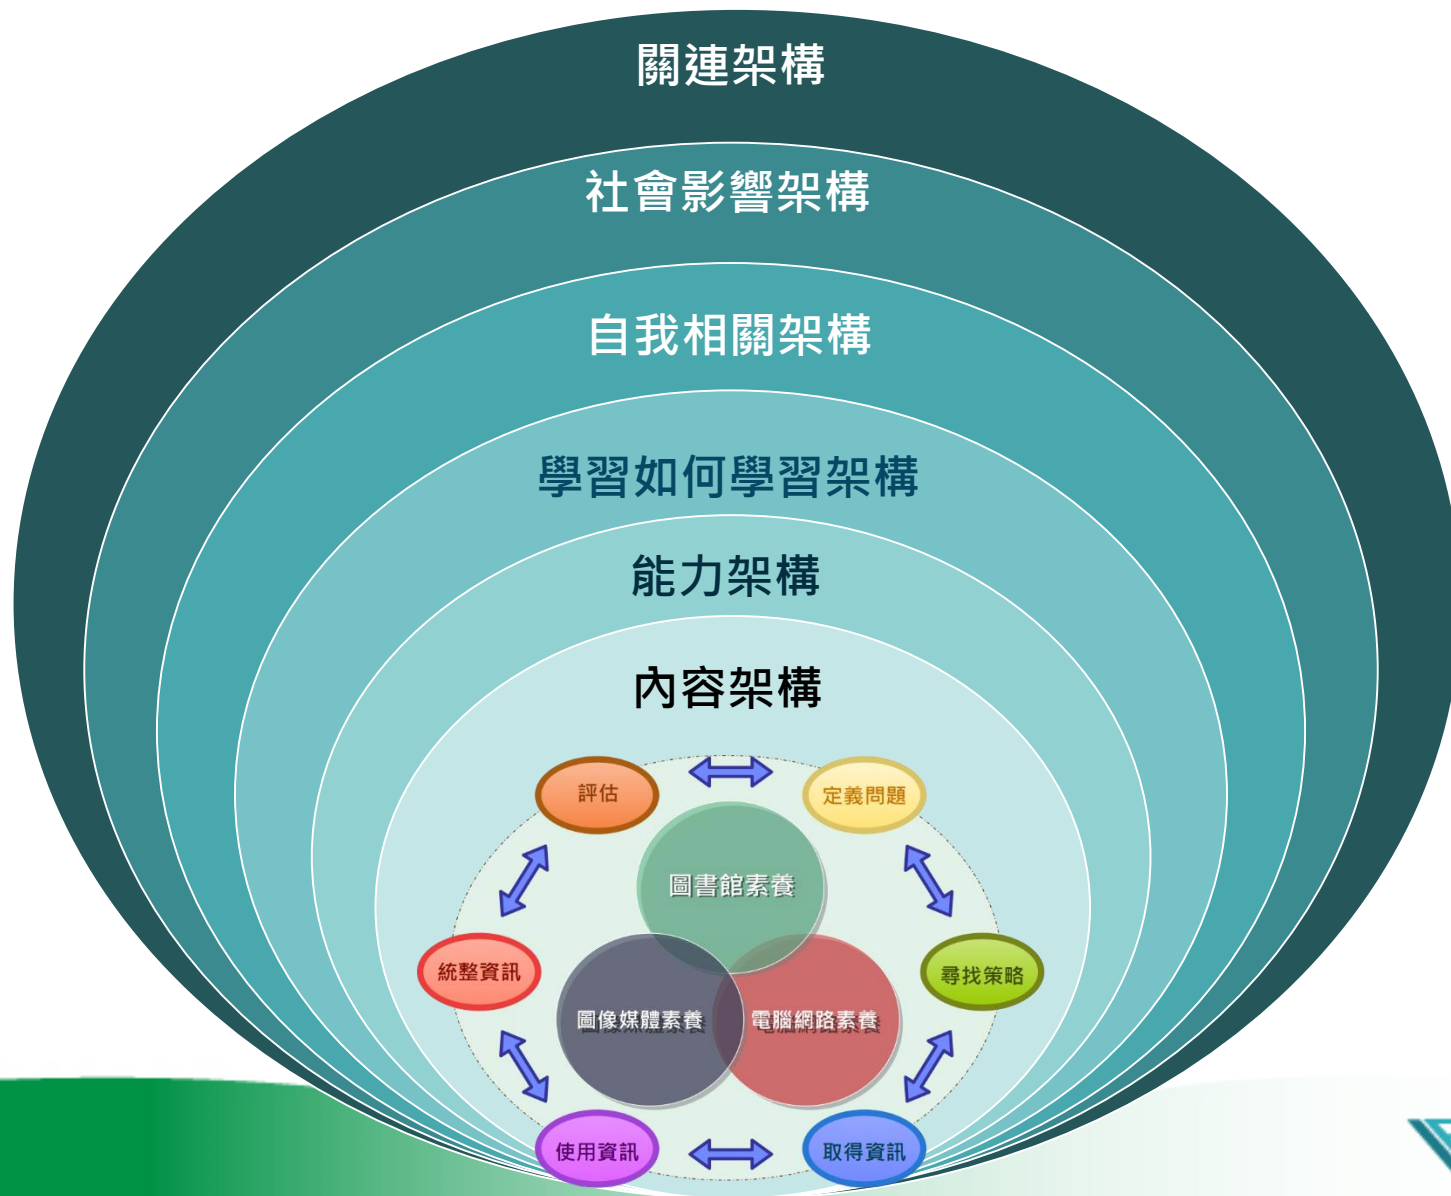 關連架構
社會影響架構
自我相關架構
學習如何學習架構
能力架構
內容架構
評估
定義問題
圖書館素養
統整資訊
尋找策略
圖像媒體素養
電腦網路素養
使用資訊
取得資訊